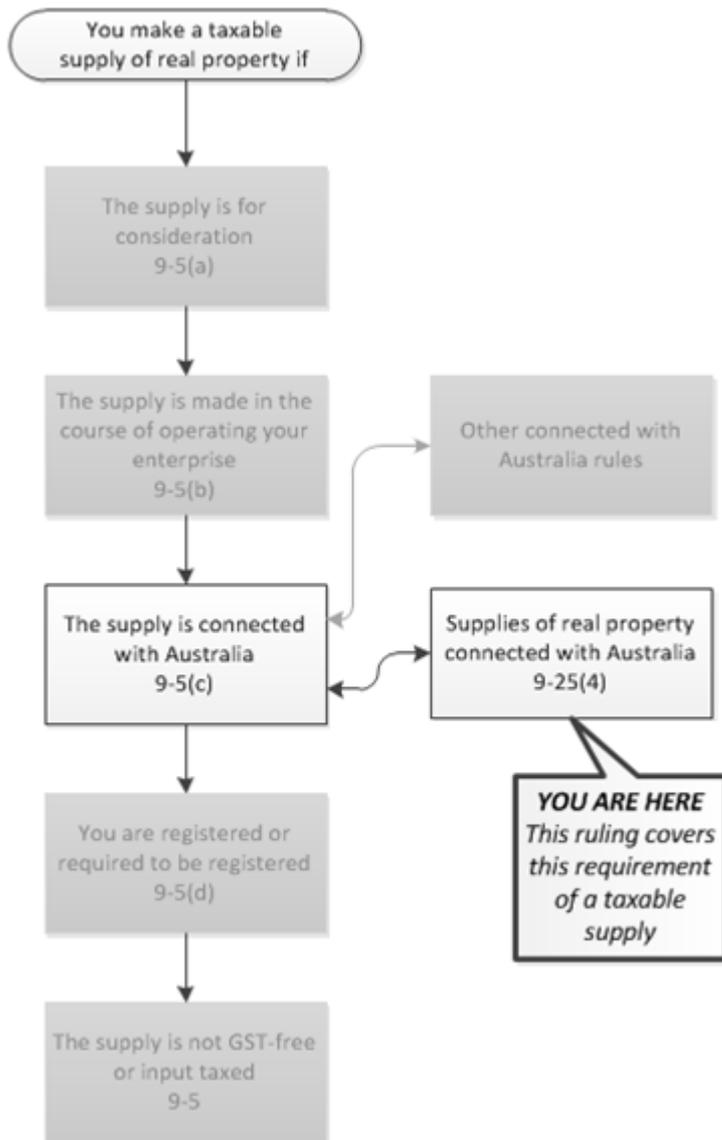 You make a taxable
supply of real property if
The supply is for
consideration
9-5(a)
The supply is made in the
course of operating your
enterprise
9-5(b)
Other connected with
Australia rules
The supply is connected
with Australia
9-5(c)
Supplies of real property
connected with Australia
9-25(4)
YOU ARE HERE
This ruling covers
this requirement
of a taxable
supply
You are registered or
required to be registered
9-5(d)
The supply is not GST-free
or input taxed
9-5